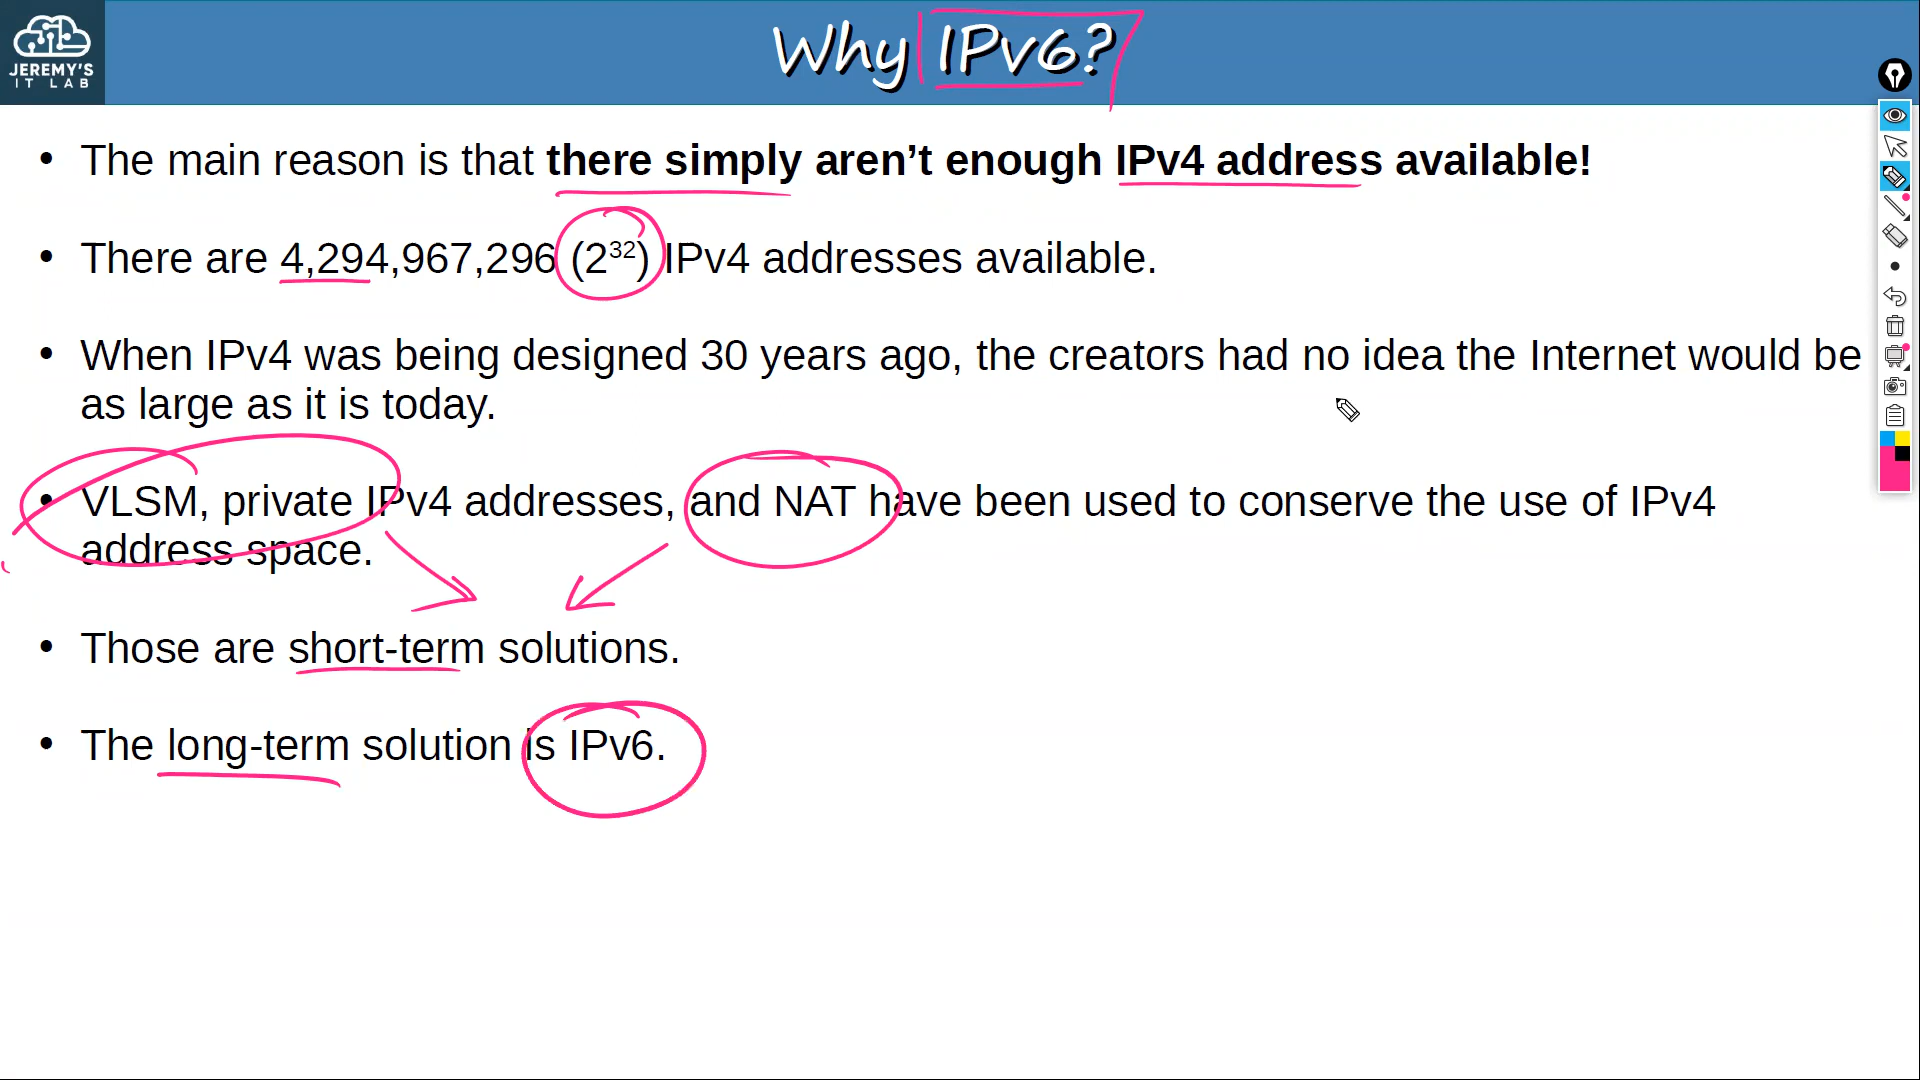 JEREMY'S
IT LAB
Why IPv6?
• The main reason is that there simply aren’t enough IPv4 address available!
• There are 4,294,967,296 (2³²) IPv4 addresses available.
• When IPv4 was being designed 30 years ago, the creators had no idea the Internet would be
as large as it is today.
• VLSM, private IPv4 addresses, and NAT have been used to conserve the use of IPv4
address space.
• Those are short-term solutions.
• The long-term solution is IPv6.